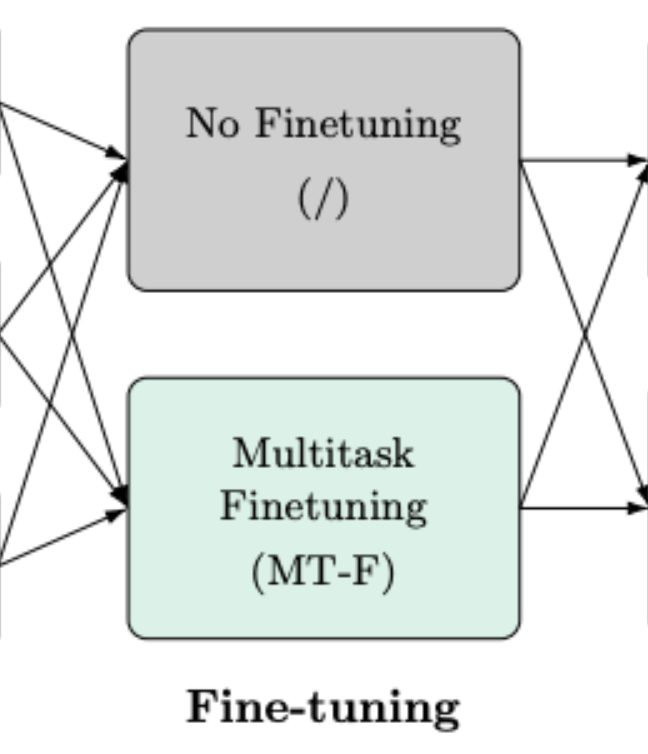 No Finetuning
(/)
Multitask
Finetuning
(MT-F)
Fine-tuning